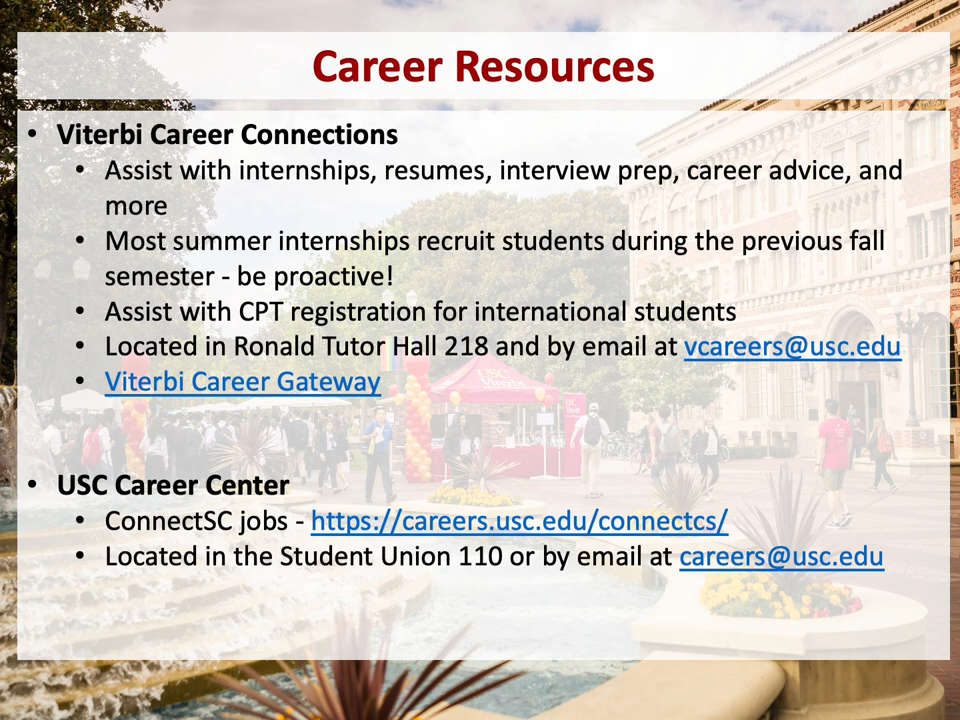 Career Resources
• Viterbi Career Connections
• Assist with internships, resumes, interview prep, career advice, and
more
• Most summer internships recruit students during the previous fall
semester - be proactive!
• Assist with CPT registration for international students
• Located in Ronald Tutor Hall 218 and by email at vcareers@usc.edu
• Viterbi Career Gateway
USC
Viterbi
• USC Career Center
• ConnectSC jobs - https://careers.usc.edu/connectcs/
• Located in the Student Union 110 or by email at careers@usc.edu